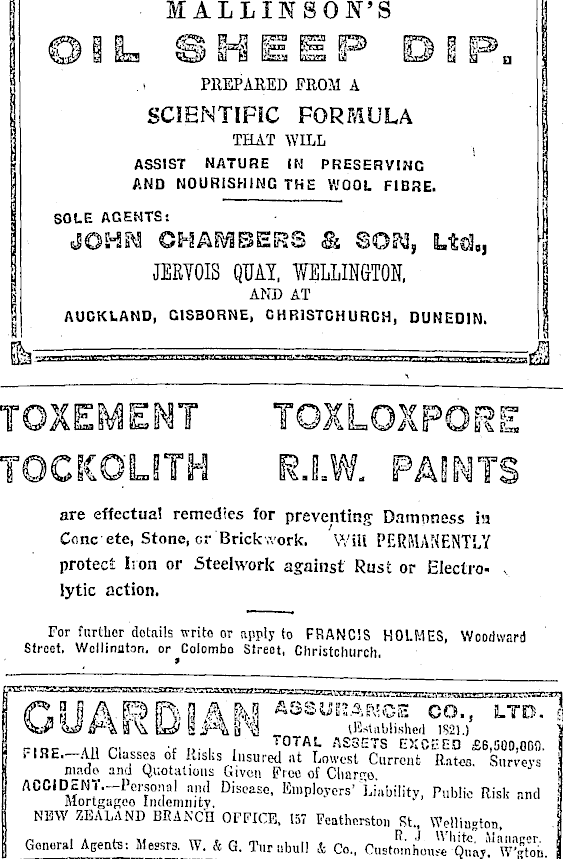 MALLINSON'S
OIL SHEEP DIP.
PREPARED FROM A
SCIENTIFIC FORMULA
THAT WILL
ASSIST NATURE IN PRESERVING
AND NOURISHING THE WOOL FIBRE.
SOLE AGENTS:
JOHN CHAMBERS & SON, Ltd.,
JERVOIS QUAY, WELLINGTON,
AND AT
AUCKLAND, GISBORNE, CHRISTCHURCH, DUNEDIN.
TOXEMENT TOXLOXPORE
TOCKOLITH R.I.W. PAINTS
are effectual remedies for preventing Dampness in
Concrete, Stone, or Brickwork. Will PERMANENTLY
protect Iron or Steelwork against Rust or Electro-
lytic action.
For further details write or apply to FRANCIS HOLMES, Woodward
Street, Wellington, or Colombo Street, Christchurch.
GUARDIAN ASSURANCE CO., LTD.
(Established 1821.)
TOTAL ASSETS EXCEED £6,500,000.
FIRE.—All Classes of Risks Insured at Lowest Current Rates. Surveys
made and Quotations Given Free of Charge.
ACCIDENT.—Personal and Disease, Employers' Liability, Public Risk and
Mortgagee Indemnity.
NEW ZEALAND BRANCH OFFICE, 157 Featherston St., Wellington,
R. J. White, Manager.
General Agents: Messrs. W. & G. Turnbull & Co., Customhouse Quay, W'gton.